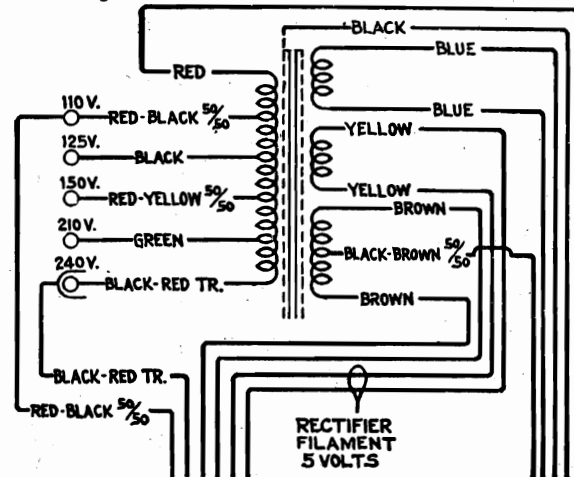 BLACK
BLUE
RED
110 V.
RED-BLACK 50/50
BLUE
125V.
YELLOW
BLACK
150V.
RED-YELLOW 50/50
YELLOW
210V.
BROWN
GREEN
BLACK-BROWN 50/50
240V.
BLACK-RED TR.
BROWN
BLACK-RED TR.
RED-BLACK 50/50
RECTIFIER
FILAMENT
5 VOLTS